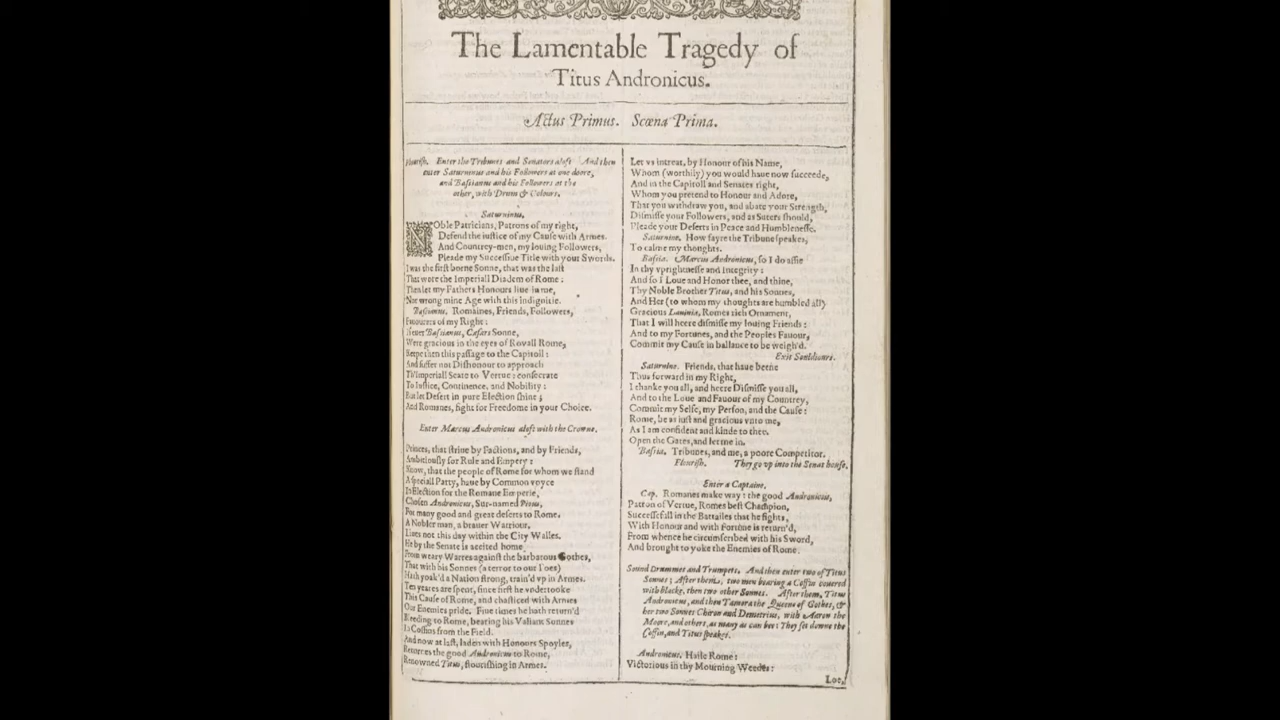 The Lamentable Tragedy of
Titus Andronicus.
Actus Primus. Scœna Prima.
Flourish. Enter the Tribunes and Senators aloft And then
enter Saturninus and his Followers at one doore,
and Bassianus and his Followers at the
other, with Drum & Colours.
Saturninus.
NOble Patricians, Patrons of my right,
Defend the iustice of my Cause with Armes.
And Countrey-men, my louing Followers,
Pleade my Successiue Title with your Swords.
I was the first borne Sonne, that was the last
That wore the Imperiall Diadem of Rome:
Then let my Fathers Honours liue in me,
Nor wrong mine Age with this indignitie.
Bassianus. Romaines, Friends, Followers,
Fauourers of my Right:
If euer Bassianus, Cæsars Sonne,
Were gracious in the eyes of Royall Rome,
Keepe then this passage to the Capitoll:
And suffer not Dishonour to approach
Th'Imperiall Seate to Vertue: consecrate
To Iustice, Continence, and Nobility:
But let Desert in pure Election shine;
And Romanes, fight for Freedome in your Choice.
Enter Marcus Andronicus aloft with the Crowne.
Princes, that striue by Factions, and by Friends,
Ambitiously for Rule and Empery:
Know, that the people of Rome for whom we stand
A speciall Party, haue by Common voyce
In Election for the Romane Emperie,
Chosen Andronicus, Sur-named Pious,
For many good and great deserts to Rome.
A Nobler man, a brauer Warriour,
Liues not this day within the City Walles.
He by the Senate is accited home
From weary Warres against the barbarous Gothes,
That with his Sonnes (a terror to our Foes)
Hath yoak'd a Nation strong, train'd vp in Armes.
Ten yeares are spent, since first he vndertooke
This Cause of Rome, and chasticed with Armes
Our Enemies pride. Fiue times he hath return'd
Bleeding to Rome, bearing his Valiant Sonnes
In Coffins from the Field.
And now at last, laden with Honours Spoyles,
Returnes the good Andronicus to Rome,
Renowned Titus, flourishing in Armes.
Let vs intreat, by Honour of his Name,
Whom (worthily) you would haue now succeede,
And in the Capitoll and Senates right,
Whom you pretend to Honour and Adore,
That you withdraw you, and abate your Strength,
Dismisse your Followers, and as Suters should,
Pleade your Deserts in Peace and Humblenesse.
Saturnine. How fayre the Tribune speakes,
To calme my thoughts.
Bassia. Marcus Andronicus, so I do affie
In thy vprightnesse and Integrity:
And so I Loue and Honor thee, and thine,
Thy Noble Brother Titus, and his Sonnes,
And Her (to whom my thoughts are humbled all)
Gracious Lauinia, Romes rich Ornament,
That I will heere dismisse my louing Friends:
And to my Fortunes, and the Peoples Fauour,
Commit my Cause in ballance to be weigh'd.
Exit Souldiours.
Saturnine. Friends, that haue beene
Thus forward in my Right,
I thanke you all, and heere Dismisse you all,
And to the Loue and Fauour of my Countrey,
Commit my Selfe, my Person, and the Cause:
Rome, be as iust and gracious vnto me,
As I am confident and kinde to thee.
Open the Gates, and let me in.
Bassia. Tribunes, and me, a poore Competitor.
Flourish. They go vp into the Senat house.
Enter a Captaine.
Cap. Romanes make way: the good Andronicus,
Patron of Vertue, Romes best Champion,
Successefull in the Battailes that he fights,
With Honour and with Fortune is return'd,
From whence he circumscribed with his Sword,
And brought to yoke the Enemies of Rome.
Sound Drummes and Trumpets. And then enter two of Titus
Sonnes; After them, two men bearing a Coffin couered
with blacke, then two other Sonnes. After them, Titus
Andronicus, and then Tamora the Queene of Gothes, &
her two Sonnes Chiron and Demetrius, with Aaron the
Moore, and others, as many as can bee: They set downe the
Coffin, and Titus speakes.
Andronicus. Haile Rome:
Victorious in thy Mourning Weedes:
Loe,